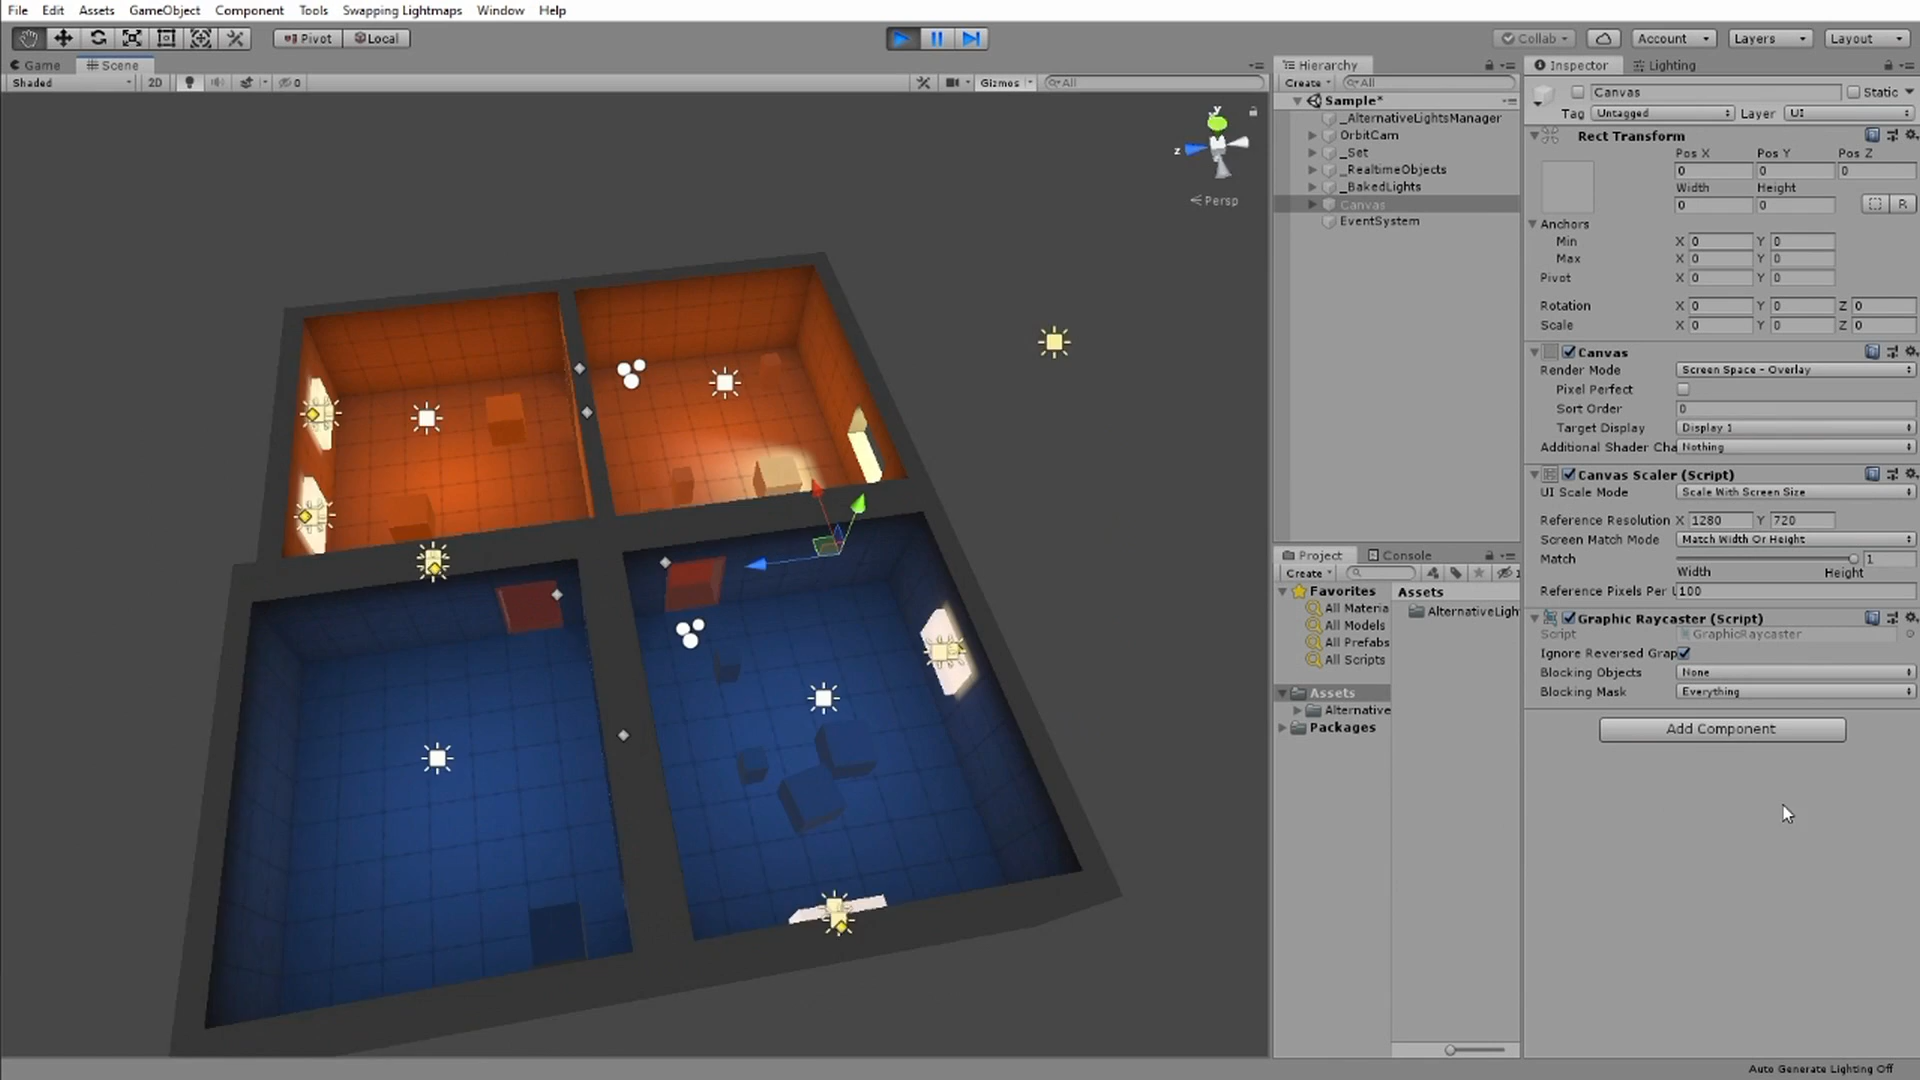 File Edit Assets GameObject Component Tools Swapping Lightmaps Window Help
Pivot Local Collab Account Layers Layout
Game Scene
Shaded 2D 0 Gizmos All
y
z
Persp
Hierarchy
Create All
Sample*
_AlternativeLightsManager
OrbitCam
_Set
_RealtimeObjects
_BakedLights
Canvas
EventSystem
Project Console
Create 1
Favorites
All Materia
All Models
All Prefabs
All Scripts
Assets
Alternative
Packages
Assets
AlternativeLigh
Inspector Lighting
Canvas Static
Tag Untagged Layer UI
Rect Transform
Pos X Pos Y Pos Z
0 0 0
Width Height
0 0 R
Anchors
Min X 0 Y 0
Max X 0 Y 0
Pivot X 0 Y 0
Rotation X 0 Y 0 Z 0
Scale X 0 Y 0 Z 0
Canvas
Render Mode Screen Space - Overlay
Pixel Perfect
Sort Order 0
Target Display Display 1
Additional Shader Cha Nothing
Canvas Scaler (Script)
UI Scale Mode Scale With Screen Size
Reference Resolution X 1280 Y 720
Screen Match Mode Match Width Or Height
Match 1
Width Height
Reference Pixels Per U 100
Graphic Raycaster (Script)
Script GraphicRaycaster
Ignore Reversed Grap
Blocking Objects None
Blocking Mask Everything
Add Component
Auto Generate Lighting Off